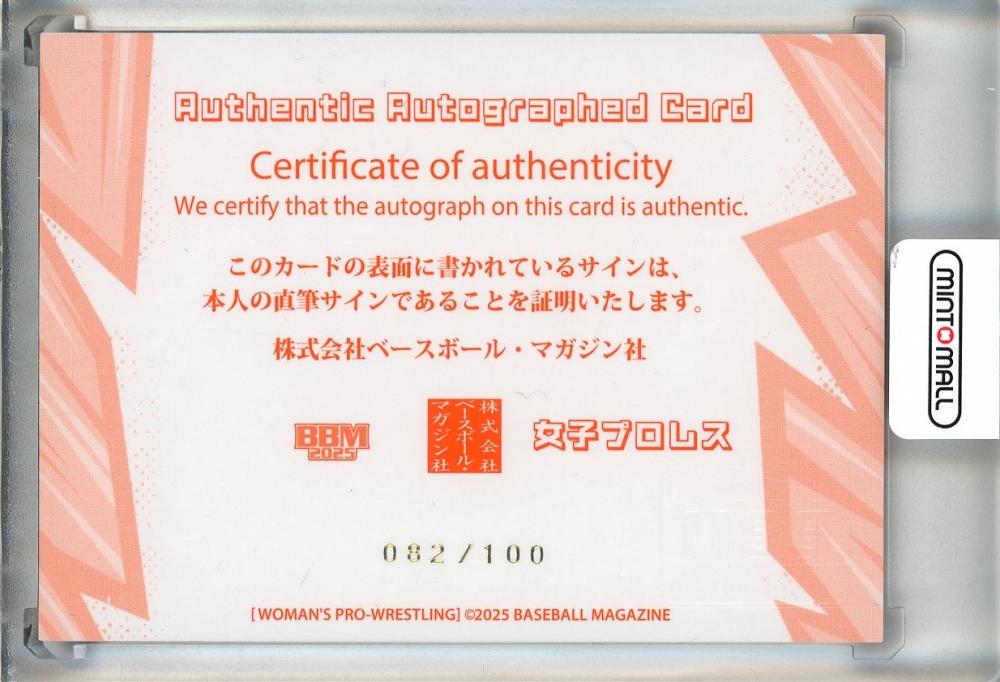 Authentic Autographed Card
Certificate of authenticity
We certify that the autograph on this card is authentic.
このカードの表面に書かれているサインは、
本人の直筆サインであることを証明いたします。
株式会社ベースボール・マガジン社
BBM
2025
株式会社
ベースボール・
マガジン社
女子プロレス
082/100
[ WOMAN'S PRO-WRESTLING] ©2025 BASEBALL MAGAZINE
MINTOMALL